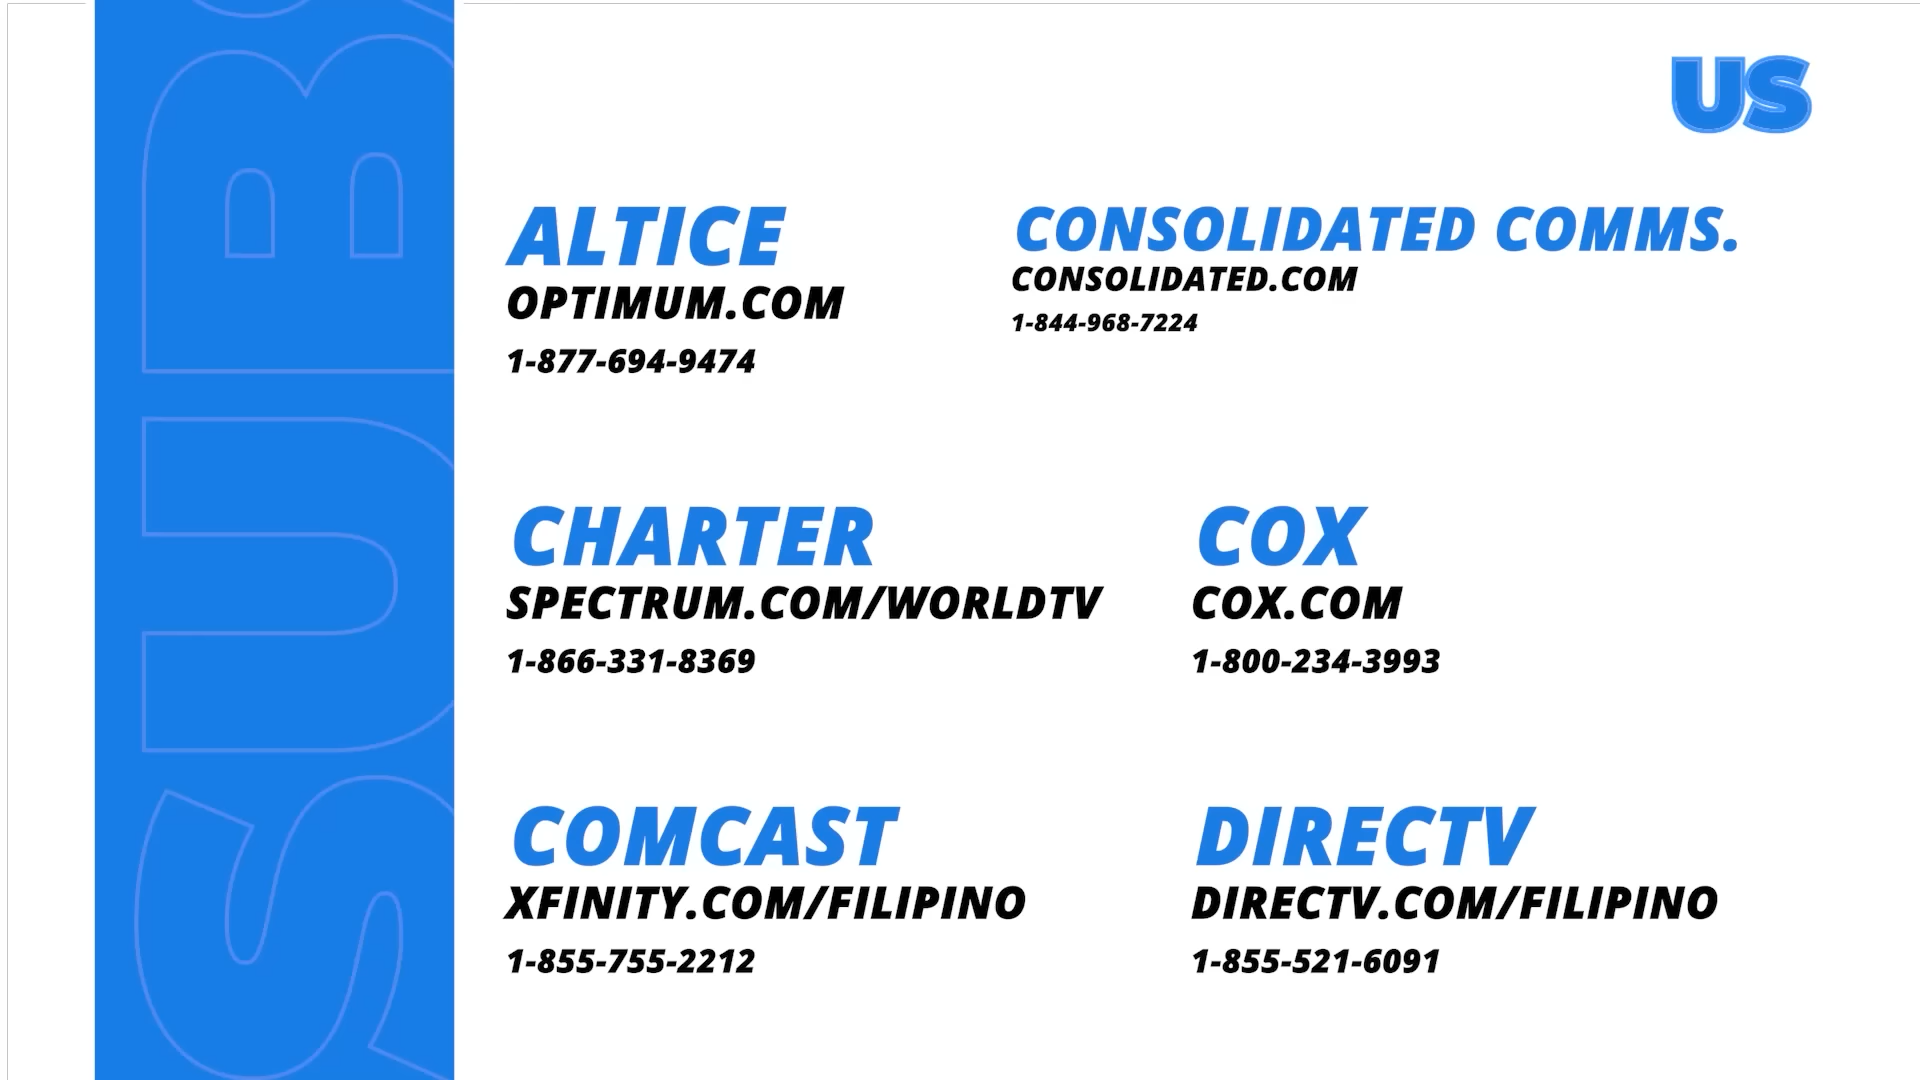 US
ALTICE
OPTIMUM.COM
1-877-694-9474
CONSOLIDATED COMMS.
CONSOLIDATED.COM
1-844-968-7224
CHARTER
SPECTRUM.COM/WORLDTV
1-866-331-8369
COX
COX.COM
1-800-234-3993
COMCAST
XFINITY.COM/FILIPINO
1-855-755-2212
DIRECTV
DIRECTV.COM/FILIPINO
1-855-521-6091
SUB